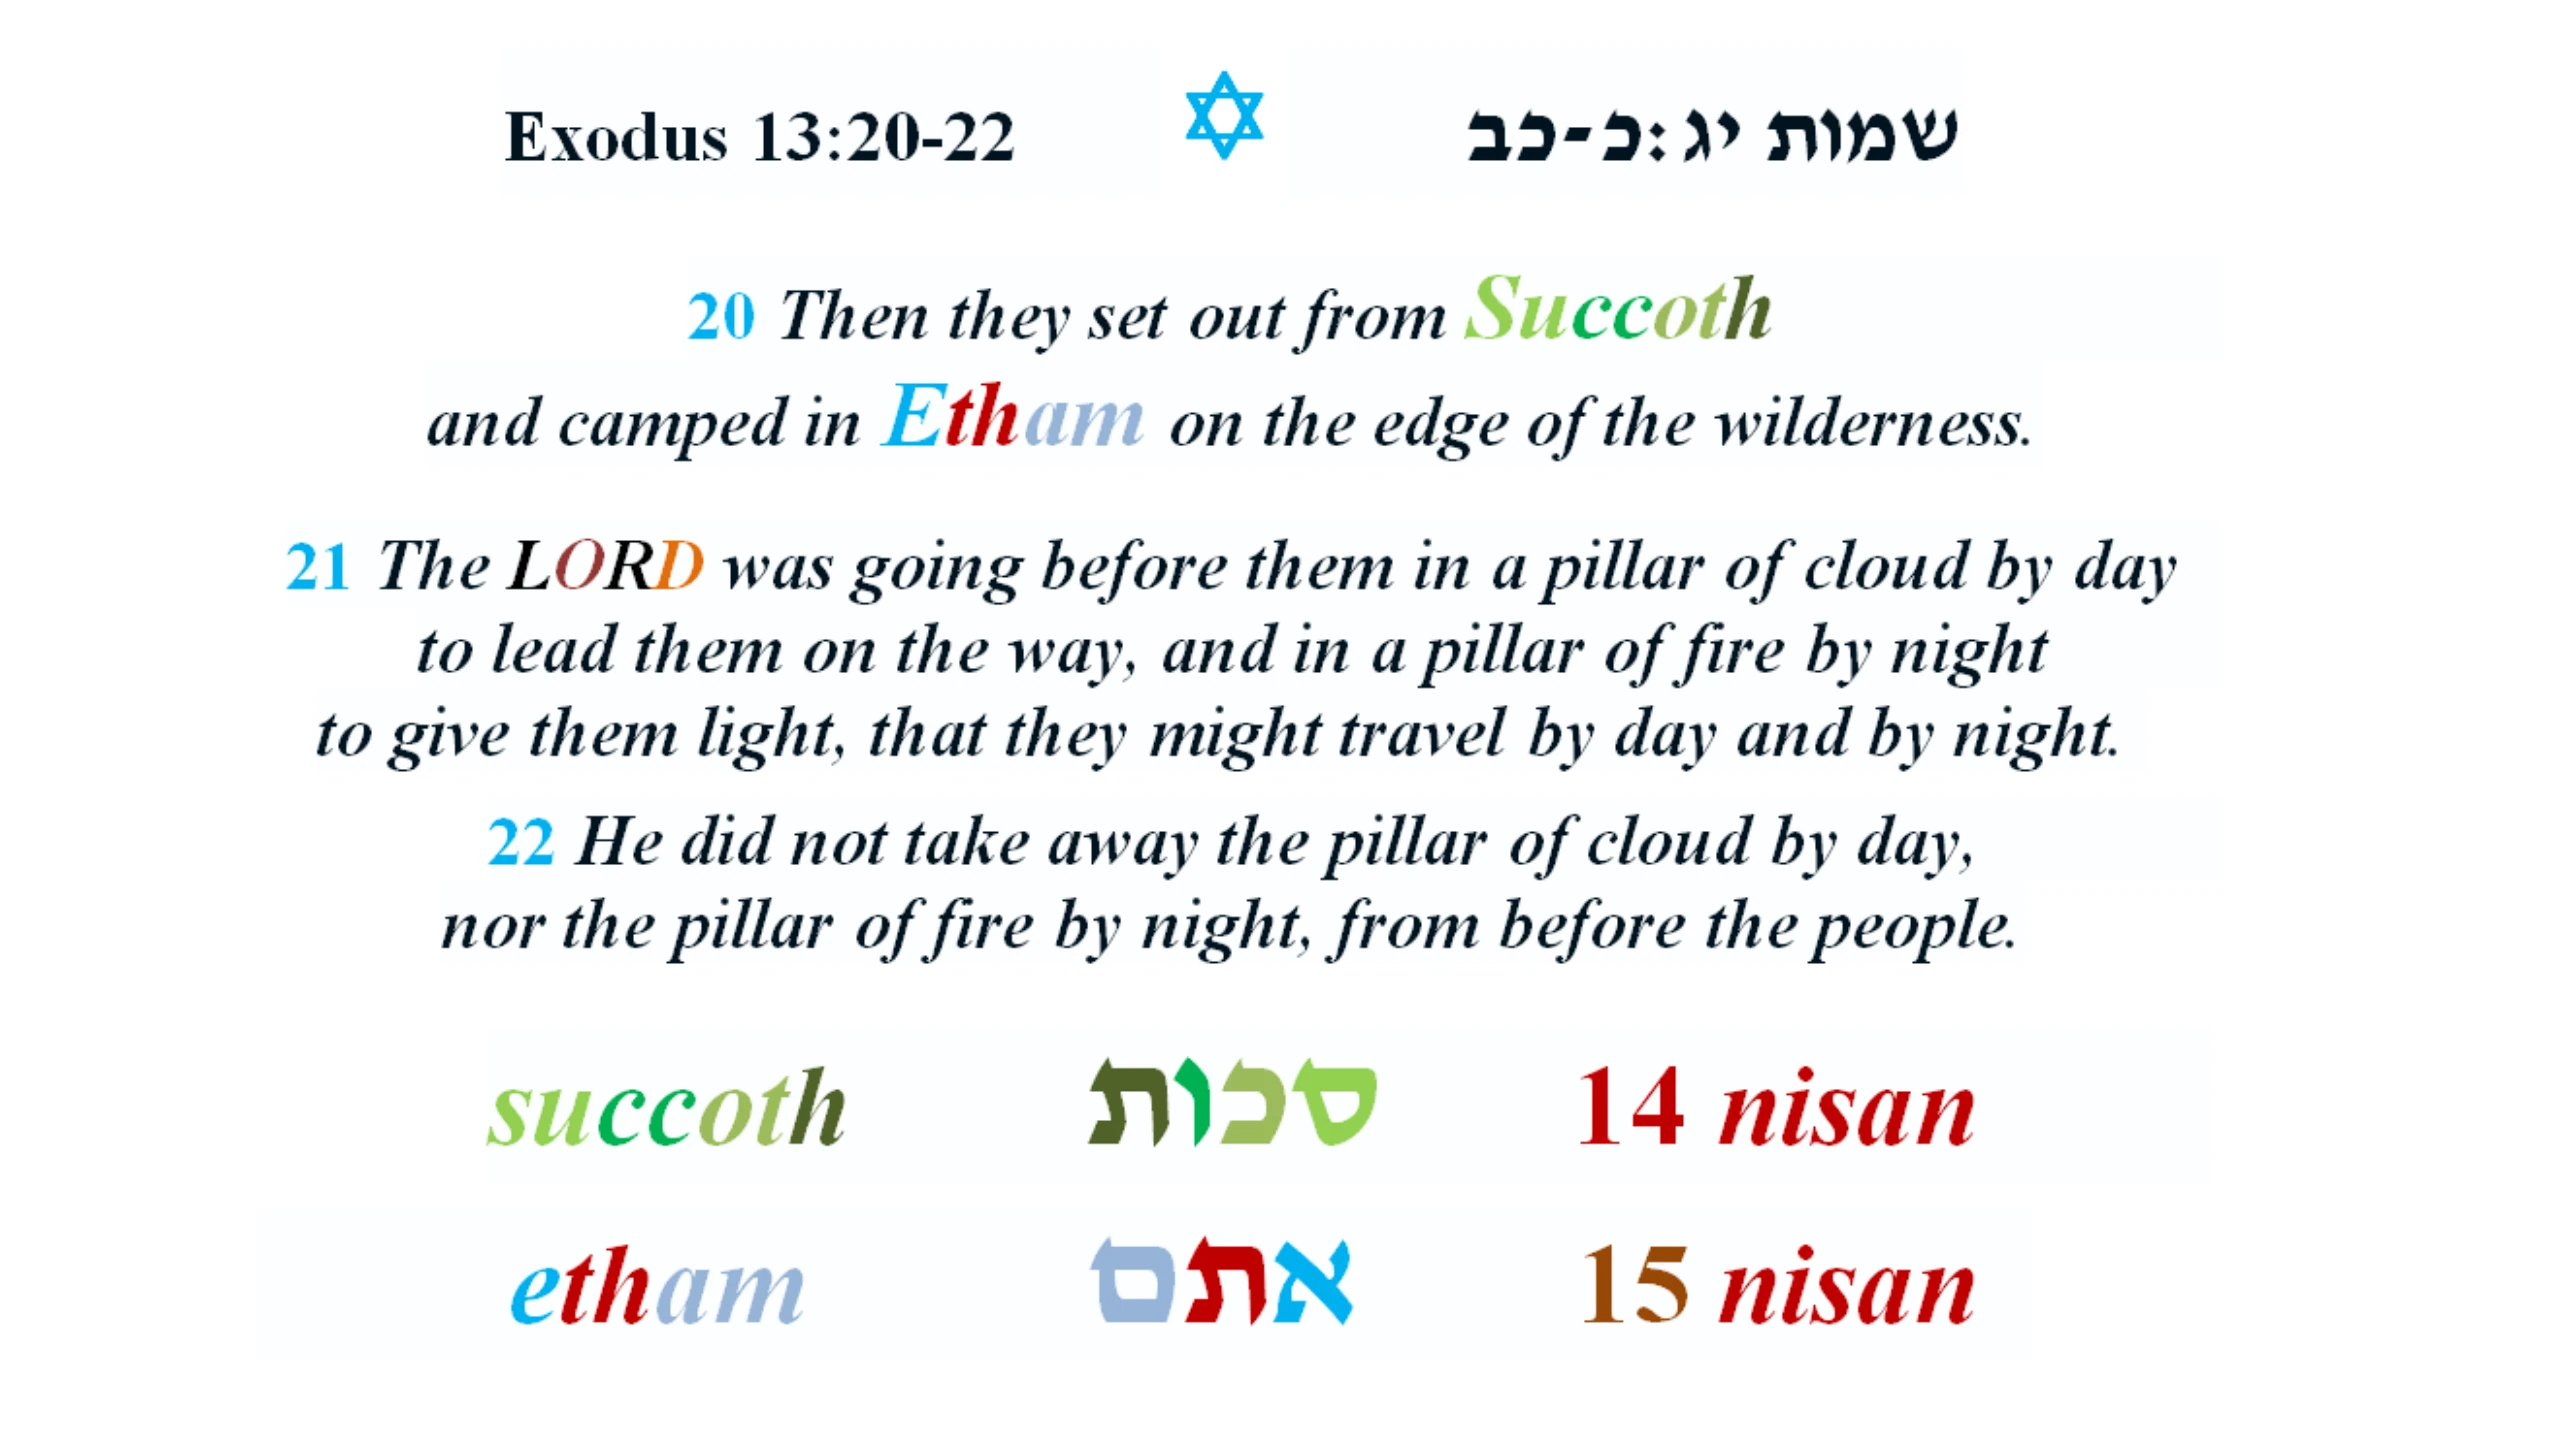 Exodus 13:20-22 ✡ שמות יג:כ-כב
20 Then they set out from Succoth
and camped in Etham on the edge of the wilderness.
21 The LORD was going before them in a pillar of cloud by day
to lead them on the way, and in a pillar of fire by night
to give them light, that they might travel by day and by night.
22 He did not take away the pillar of cloud by day,
nor the pillar of fire by night, from before the people.
succoth סכות 14 nisan
etham אתם 15 nisan